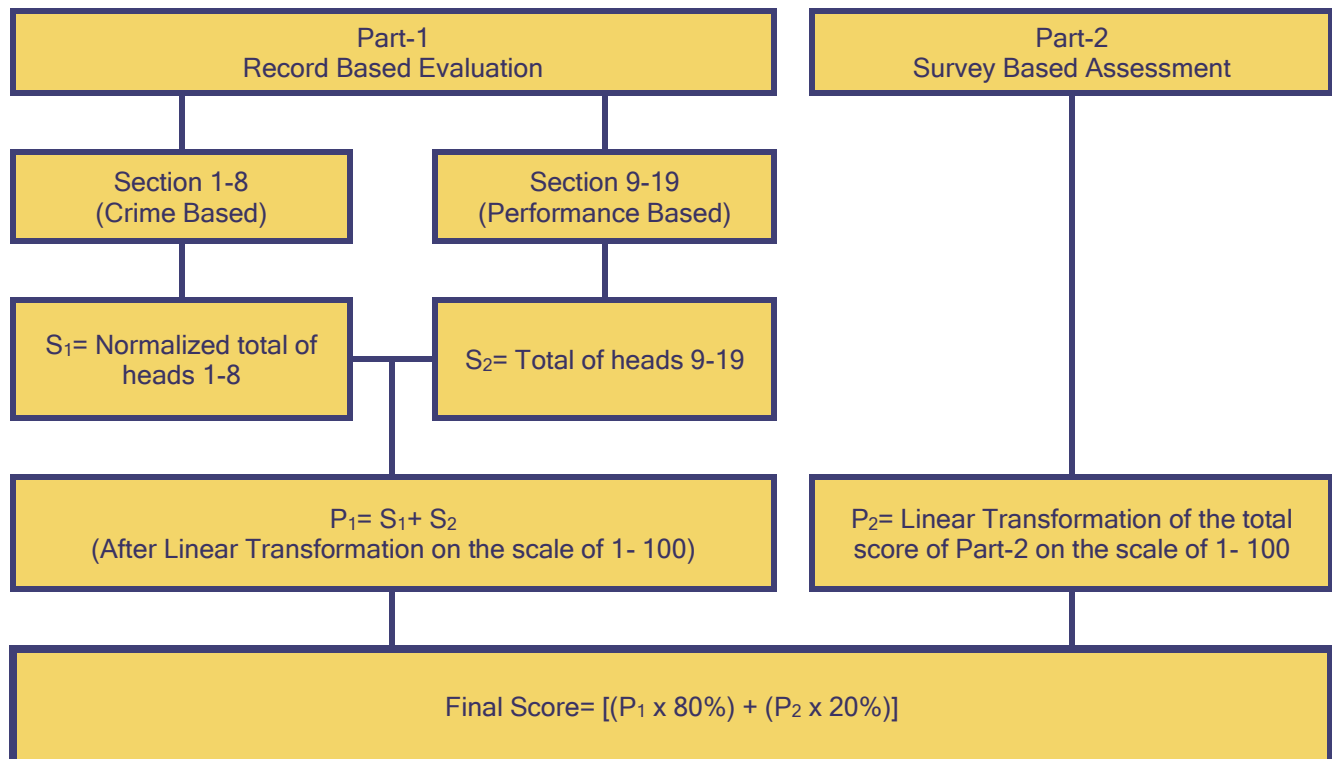 Part-1
Record Based Evaluation
Part-2
Survey Based Assessment
Section 1-8
(Crime Based)
Section 9-19
(Performance Based)
S₁= Normalized total of
heads 1-8
S₂= Total of heads 9-19
P₁= S₁+ S₂
(After Linear Transformation on the scale of 1- 100)
P₂= Linear Transformation of the total
score of Part-2 on the scale of 1- 100
Final Score= [(P₁ x 80%) + (P₂ x 20%)]